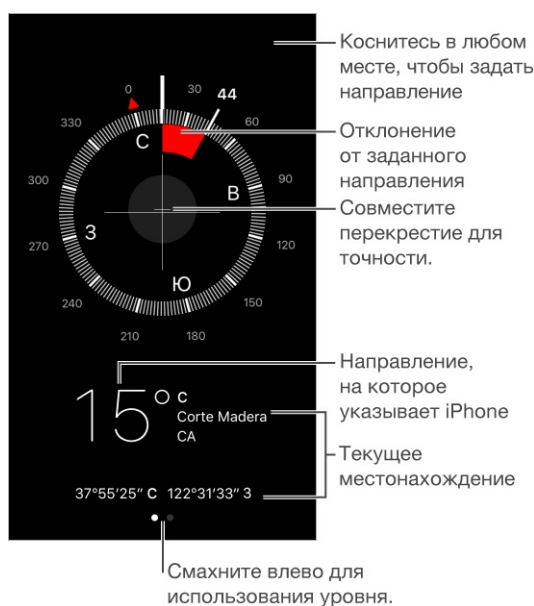 Коснитесь в любом
месте, чтобы задать
направление
0
30
44
330
60
С
Отклонение
от заданного
направления
300
В
90
Совместите
перекрестие для
точности.
270
З
120
240
Ю
150
210
180
Направление,
на которое
указывает iPhone
15° С
Corte Madera
CA
Текущее
местонахождение
37°55′25″ С 122°31′33″ З
Смахните влево для
использования уровня.